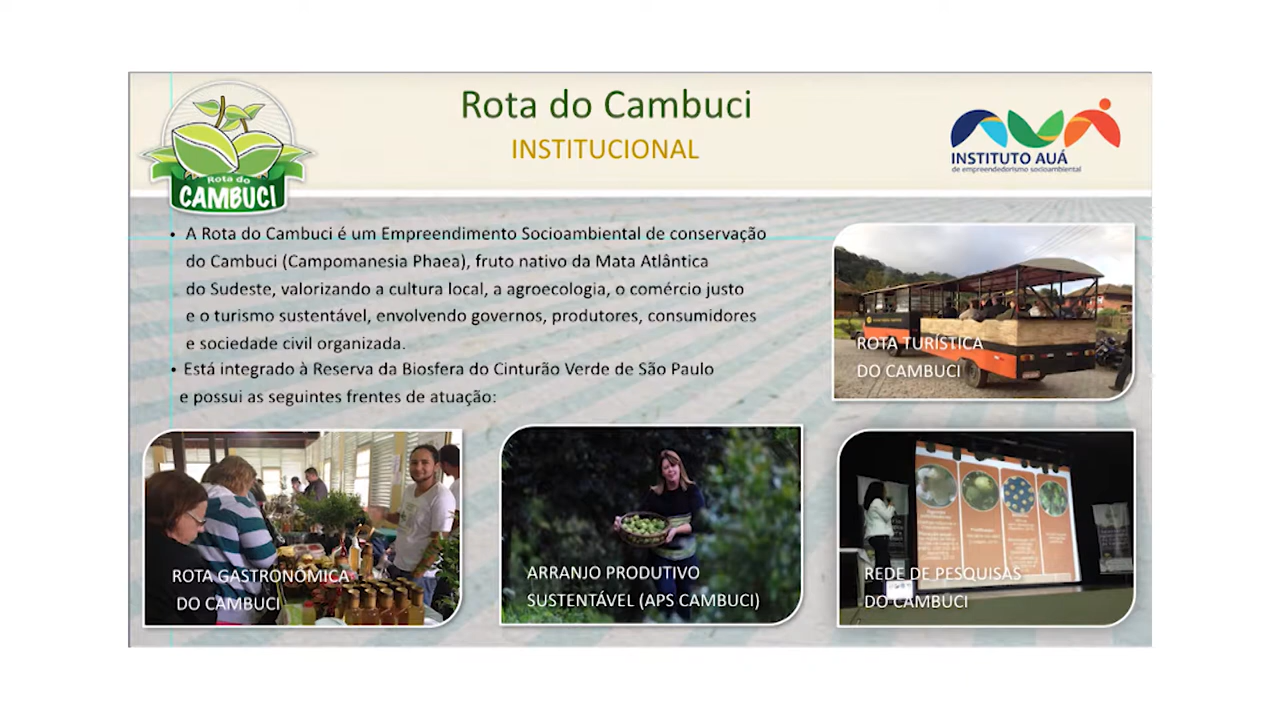 Rota do Cambuci
INSTITUCIONAL
Rota do
CAMBUCI
INSTITUTO AUÁ
de empreendedorismo socioambiental
• A Rota do Cambuci é um Empreendimento Socioambiental de conservação
do Cambuci (Campomanesia Phaea), fruto nativo da Mata Atlântica
do Sudeste, valorizando a cultura local, a agroecologia, o comércio justo
e o turismo sustentável, envolvendo governos, produtores, consumidores
e sociedade civil organizada.
• Está integrado à Reserva da Biosfera do Cinturão Verde de São Paulo
e possui as seguintes frentes de atuação:
ROTA TURÍSTICA
DO CAMBUCI
ROTA GASTRONÔMICA
DO CAMBUCI
ARRANJO PRODUTIVO
SUSTENTÁVEL (APS CAMBUCI)
REDE DE PESQUISAS
DO CAMBUCI